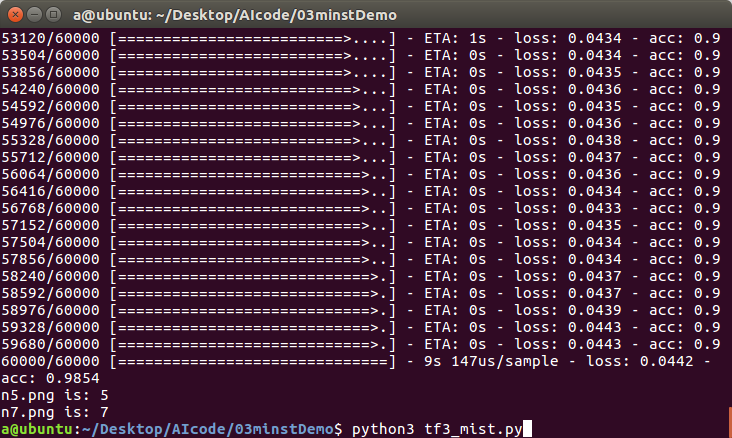 a@ubuntu: ~/Desktop/AIcode/03minstDemo
53120/60000 [==========================>....] - ETA: 1s - loss: 0.0434 - acc: 0.9
53504/60000 [=========================>....] - ETA: 0s - loss: 0.0434 - acc: 0.9
53856/60000 [=========================>....] - ETA: 0s - loss: 0.0435 - acc: 0.9
54240/60000 [==========================>...] - ETA: 0s - loss: 0.0436 - acc: 0.9
54592/60000 [==========================>...] - ETA: 0s - loss: 0.0435 - acc: 0.9
54976/60000 [==========================>...] - ETA: 0s - loss: 0.0436 - acc: 0.9
55328/60000 [==========================>...] - ETA: 0s - loss: 0.0438 - acc: 0.9
55712/60000 [==========================>...] - ETA: 0s - loss: 0.0437 - acc: 0.9
56064/60000 [===========================>..] - ETA: 0s - loss: 0.0436 - acc: 0.9
56416/60000 [===========================>..] - ETA: 0s - loss: 0.0434 - acc: 0.9
56768/60000 [===========================>..] - ETA: 0s - loss: 0.0433 - acc: 0.9
57152/60000 [===========================>..] - ETA: 0s - loss: 0.0435 - acc: 0.9
57504/60000 [===========================>..] - ETA: 0s - loss: 0.0434 - acc: 0.9
57856/60000 [===========================>..] - ETA: 0s - loss: 0.0434 - acc: 0.9
58240/60000 [============================>.] - ETA: 0s - loss: 0.0437 - acc: 0.9
58592/60000 [============================>.] - ETA: 0s - loss: 0.0437 - acc: 0.9
58976/60000 [============================>.] - ETA: 0s - loss: 0.0439 - acc: 0.9
59328/60000 [============================>.] - ETA: 0s - loss: 0.0443 - acc: 0.9
59680/60000 [============================>.] - ETA: 0s - loss: 0.0443 - acc: 0.9
60000/60000 [==============================] - 9s 147us/sample - loss: 0.0442 -
acc: 0.9854
n5.png is: 5
n7.png is: 7
a@ubuntu:~/Desktop/AIcode/03minstDemo$ python3 tf3_mist.py